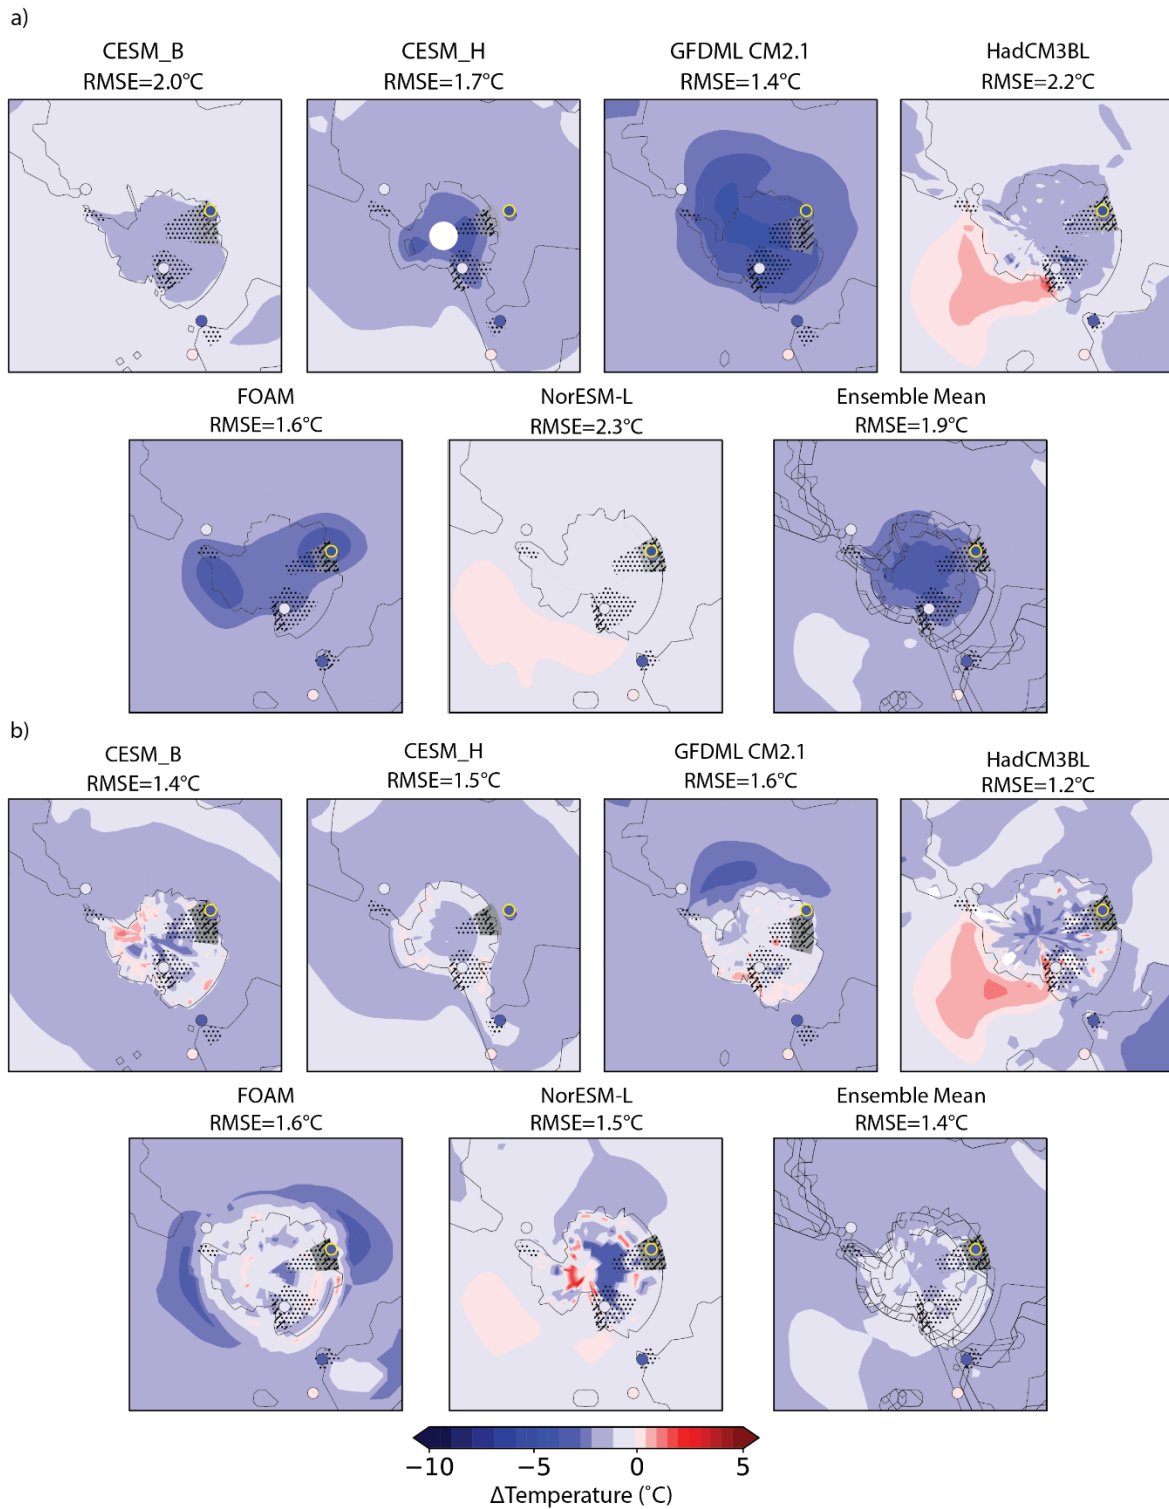 a)
CESM_B
RMSE=2.0°C
CESM_H
RMSE=1.7°C
GFDML CM2.1
RMSE=1.4°C
HadCM3BL
RMSE=2.2°C
FOAM
RMSE=1.6°C
NorESM-L
RMSE=2.3°C
Ensemble Mean
RMSE=1.9°C
b)
CESM_B
RMSE=1.4°C
CESM_H
RMSE=1.5°C
GFDML CM2.1
RMSE=1.6°C
HadCM3BL
RMSE=1.2°C
FOAM
RMSE=1.6°C
NorESM-L
RMSE=1.5°C
Ensemble Mean
RMSE=1.4°C
−10 −5 0 5
ΔTemperature (°C)